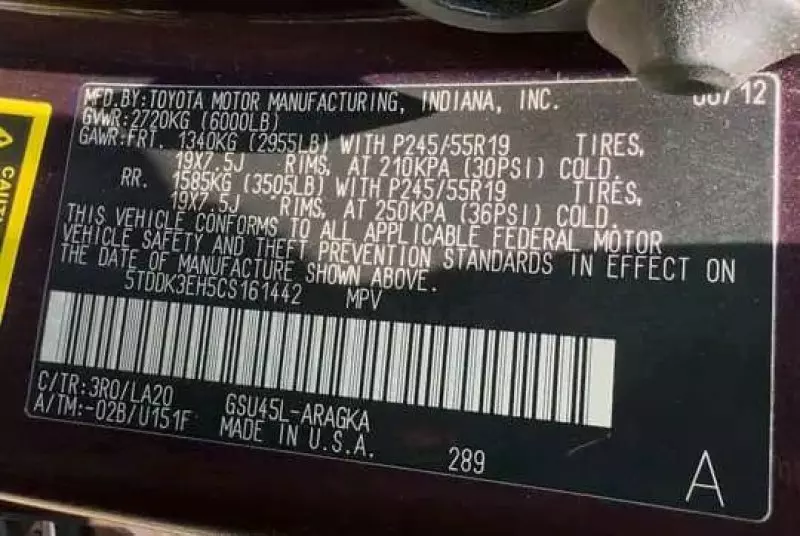 MFD.BY: TOYOTA MOTOR MANUFACTURING, INDIANA, INC. 06/12
GVWR: 2720KG (6000LB)
GAWR: FRT. 1340KG (2955LB) WITH P245/55R19 TIRES,
19X7.5J RIMS, AT 210KPA (30PSI) COLD.
RR. 1585KG (3505LB) WITH P245/55R19 TIRES,
19X7.5J RIMS, AT 250KPA (36PSI) COLD.
THIS VEHICLE CONFORMS TO ALL APPLICABLE FEDERAL MOTOR
VEHICLE SAFETY AND THEFT PREVENTION STANDARDS IN EFFECT ON
THE DATE OF MANUFACTURE SHOWN ABOVE.
5TDDK3EH5CS161442 MPV
C/TR: 3R0/LA20
A/TM: -02B/U151F GSU45L-ARAGKA
MADE IN U.S.A.
289
A